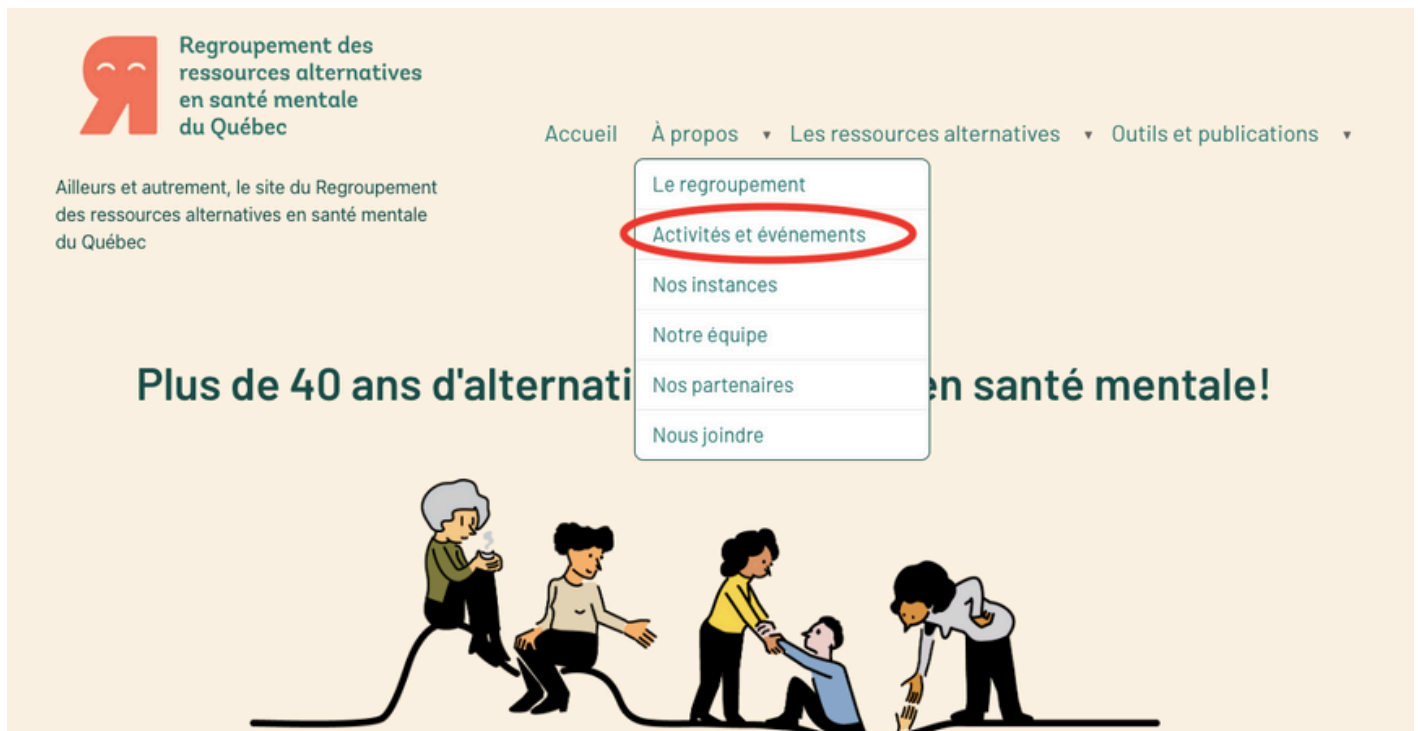 Regroupement des
ressources alternatives
en santé mentale
du Québec
Accueil À propos ▾ Les ressources alternatives ▾ Outils et publications ▾
Ailleurs et autrement, le site du Regroupement
des ressources alternatives en santé mentale
du Québec
Le regroupement
Activités et événements
Nos instances
Notre équipe
Nos partenaires
Nous joindre
Plus de 40 ans d'alternati en santé mentale!